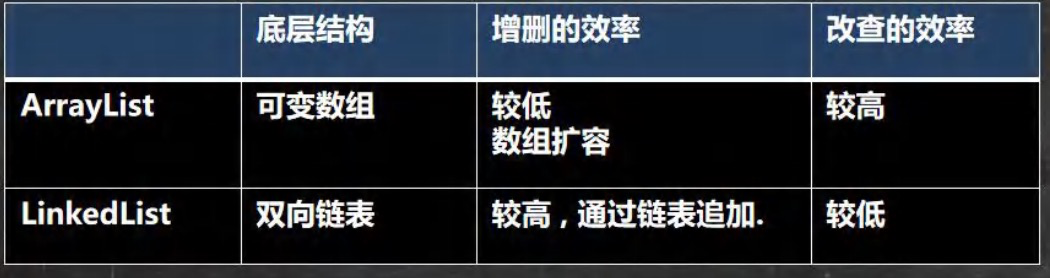 底层结构 增删的效率 改查的效率
ArrayList 可变数组 较低 较高
数组扩容
LinkedList 双向链表 较高，通过链表追加. 较低